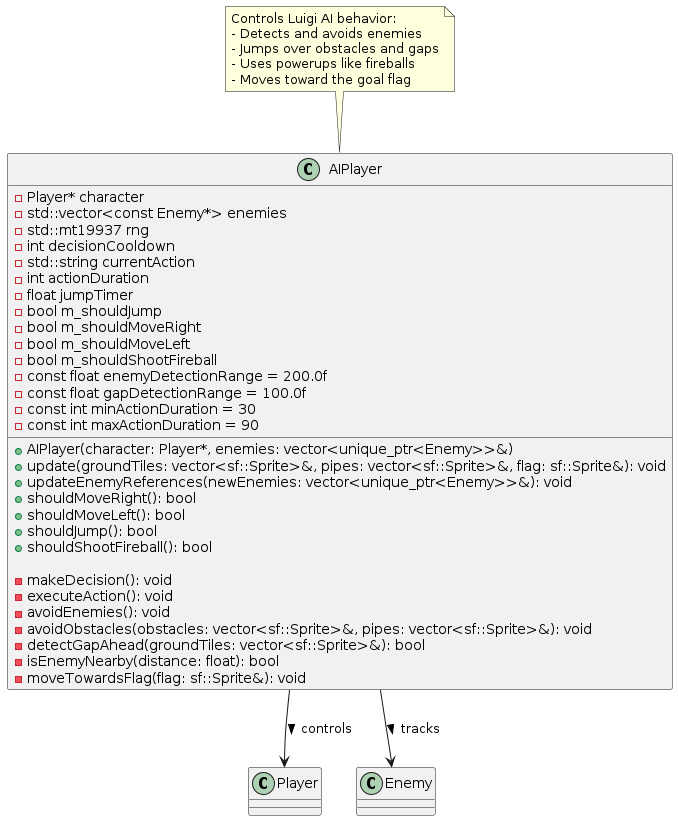 Controls Luigi AI behavior:
- Detects and avoids enemies
- Jumps over obstacles and gaps
- Uses powerups like fireballs
- Moves toward the goal flag
C AIPlayer
Player* character
std::vector<const Enemy*> enemies
std::mt19937 rng
int decisionCooldown
std::string currentAction
int actionDuration
float jumpTimer
bool m_shouldJump
bool m_shouldMoveRight
bool m_shouldMoveLeft
bool m_shouldShootFireball
const float enemyDetectionRange = 200.0f
const float gapDetectionRange = 100.0f
const int minActionDuration = 30
const int maxActionDuration = 90
AIPlayer(character: Player*, enemies: vector<unique_ptr<Enemy>>&)
update(groundTiles: vector<sf::Sprite>&, pipes: vector<sf::Sprite>&, flag: sf::Sprite&): void
updateEnemyReferences(newEnemies: vector<unique_ptr<Enemy>>&): void
shouldMoveRight(): bool
shouldMoveLeft(): bool
shouldJump(): bool
shouldShootFireball(): bool
makeDecision(): void
executeAction(): void
avoidEnemies(): void
avoidObstacles(obstacles: vector<sf::Sprite>&, pipes: vector<sf::Sprite>&): void
detectGapAhead(groundTiles: vector<sf::Sprite>&): bool
isEnemyNearby(distance: float): bool
moveTowardsFlag(flag: sf::Sprite&): void
controls
tracks
C Player
C Enemy